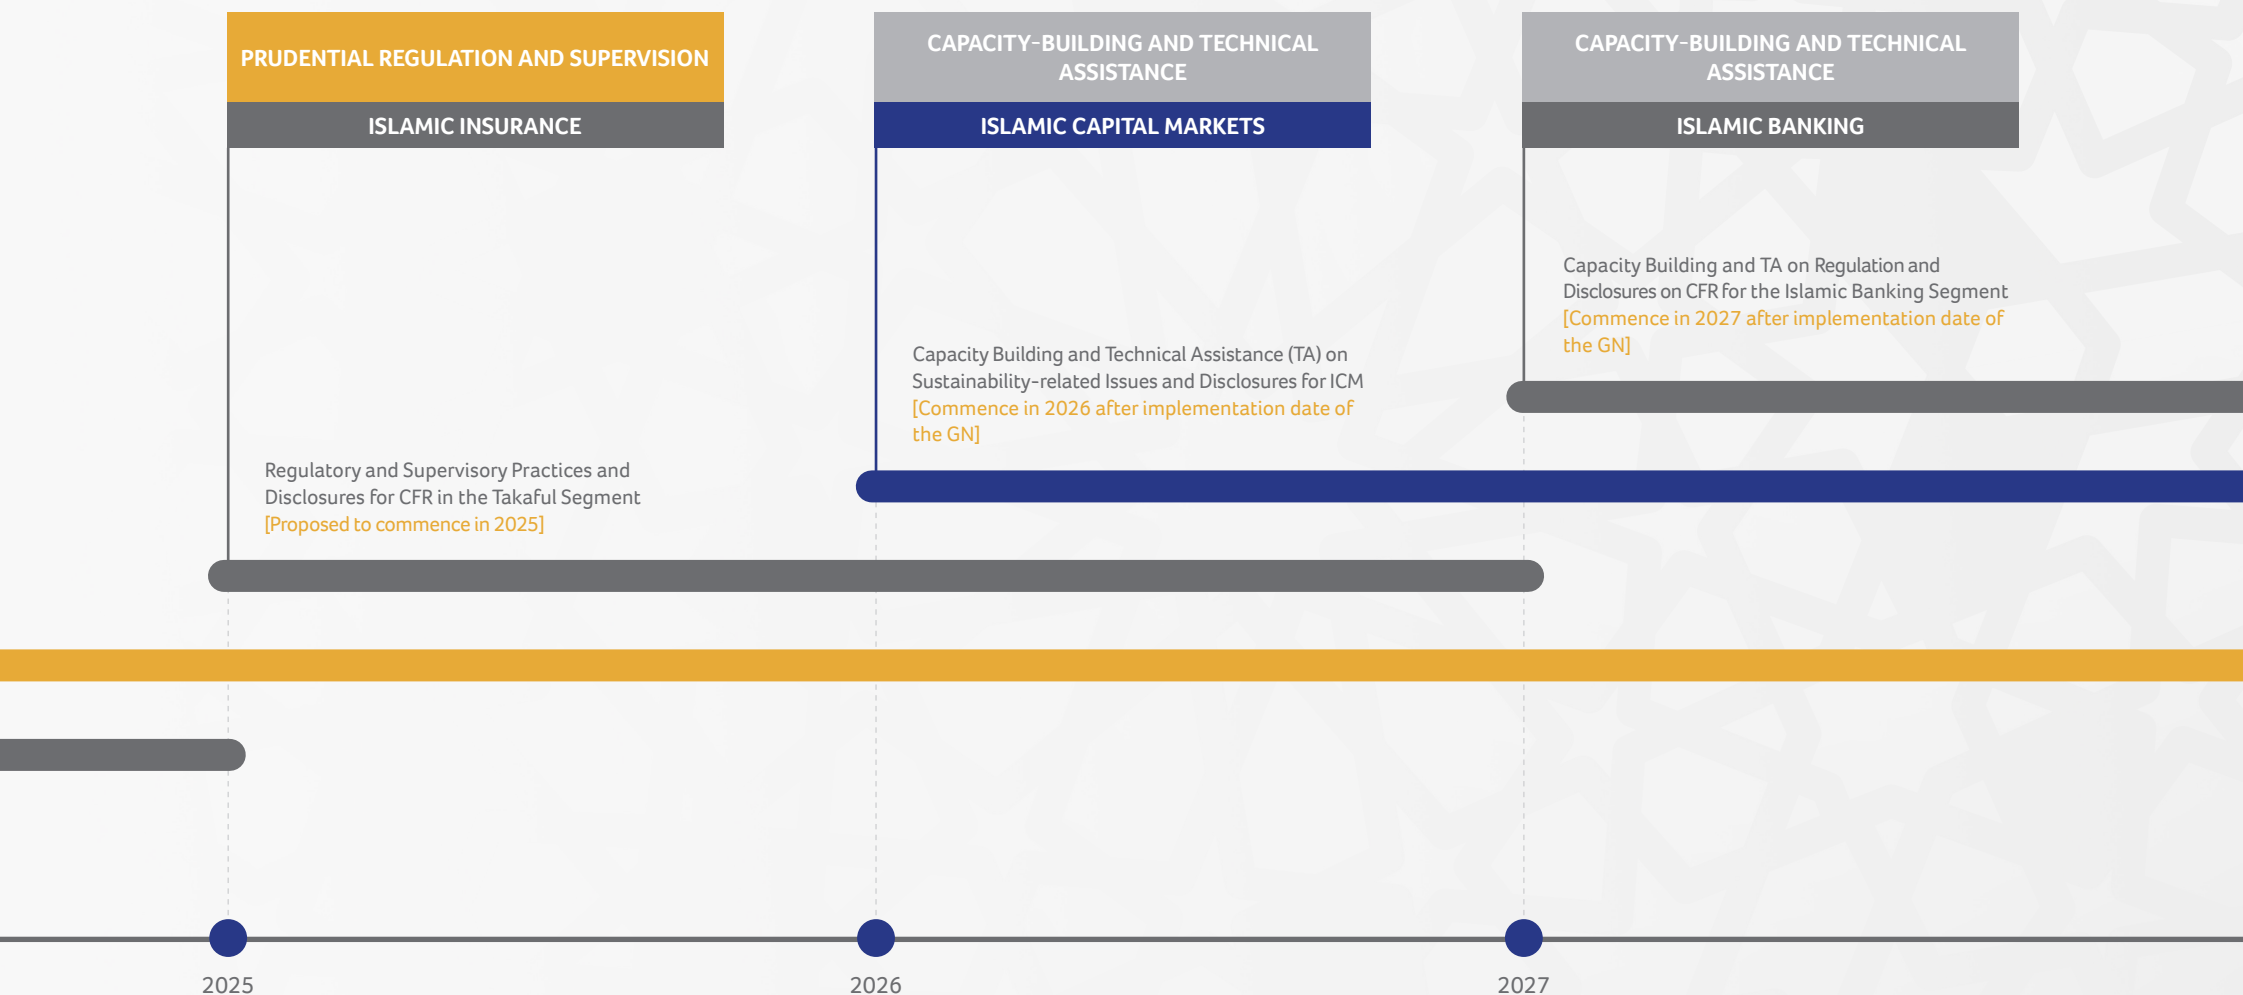 PRUDENTIAL REGULATION AND SUPERVISION
ISLAMIC INSURANCE
Regulatory and Supervisory Practices and
Disclosures for CFR in the Takaful Segment
[Proposed to commence in 2025]
CAPACITY-BUILDING AND TECHNICAL
ASSISTANCE
ISLAMIC CAPITAL MARKETS
Capacity Building and Technical Assistance (TA) on
Sustainability-related Issues and Disclosures for ICM
[Commence in 2026 after implementation date of
the GN]
CAPACITY-BUILDING AND TECHNICAL
ASSISTANCE
ISLAMIC BANKING
Capacity Building and TA on Regulation and
Disclosures on CFR for the Islamic Banking Segment
[Commence in 2027 after implementation date of
the GN]
2025
2026
2027